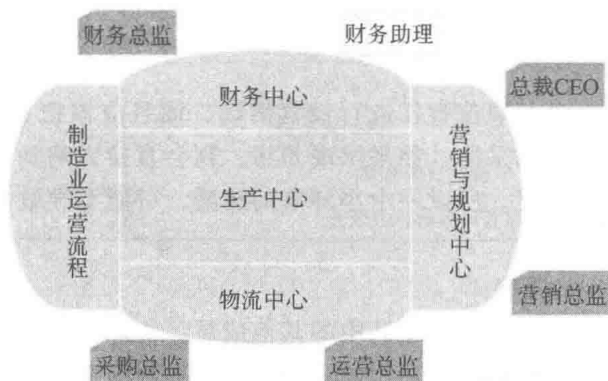 财务总监
财务助理
总裁CEO
财务中心
制造业运营流程
生产中心
营销与规划中心
物流中心
营销总监
采购总监
运营总监